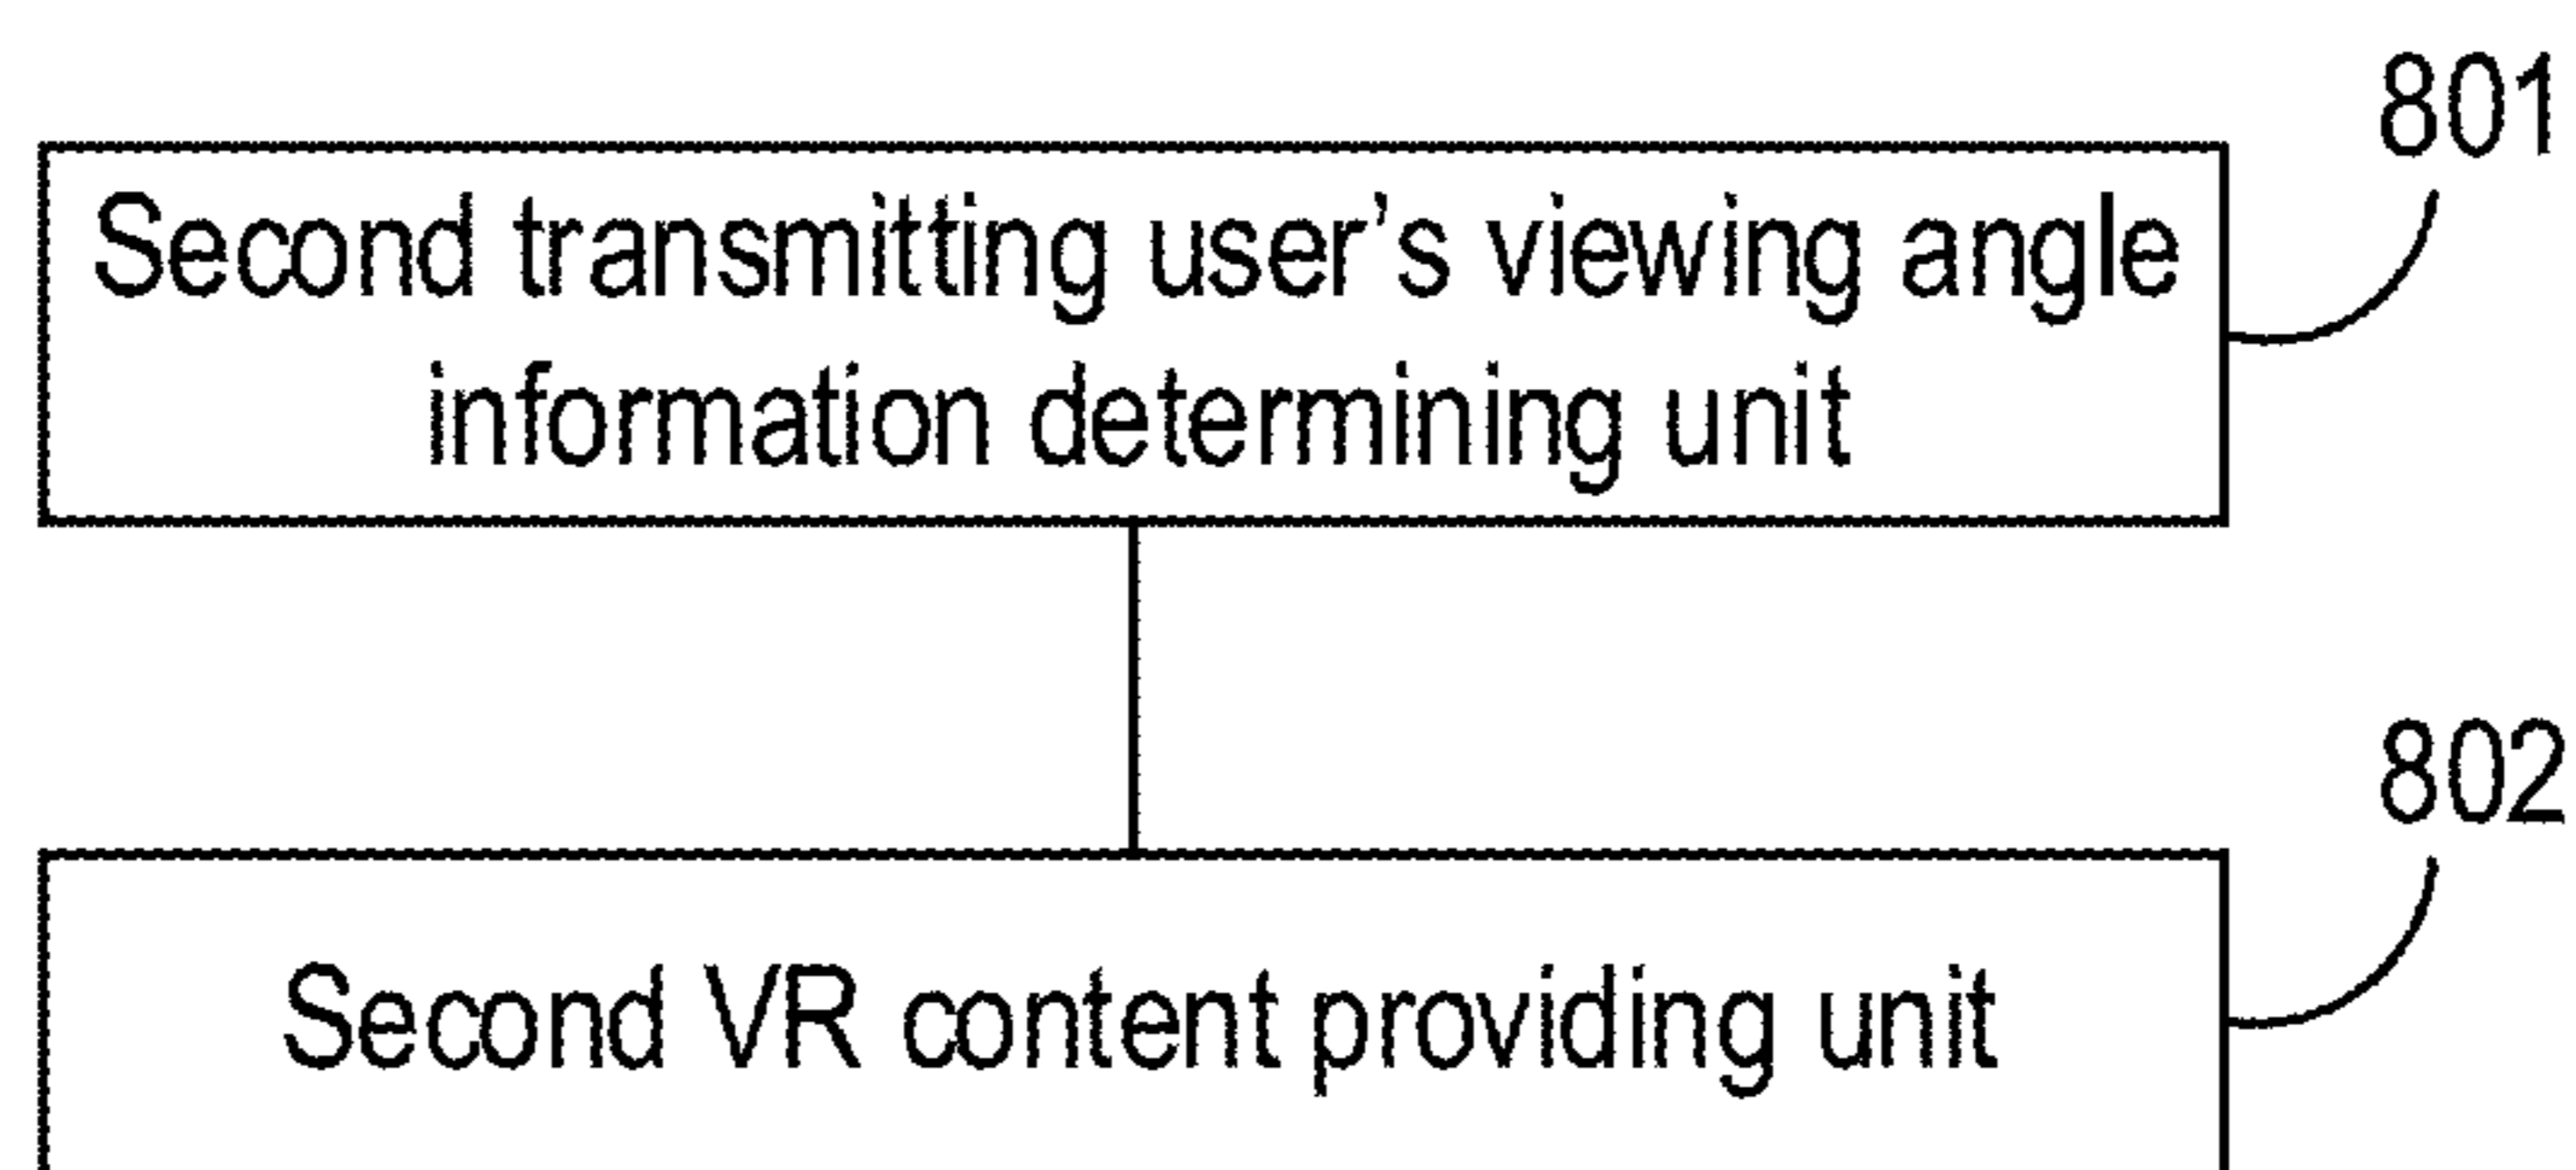 801
Second transmitting user’s viewing angle
information determining unit
802
Second VR content providing unit